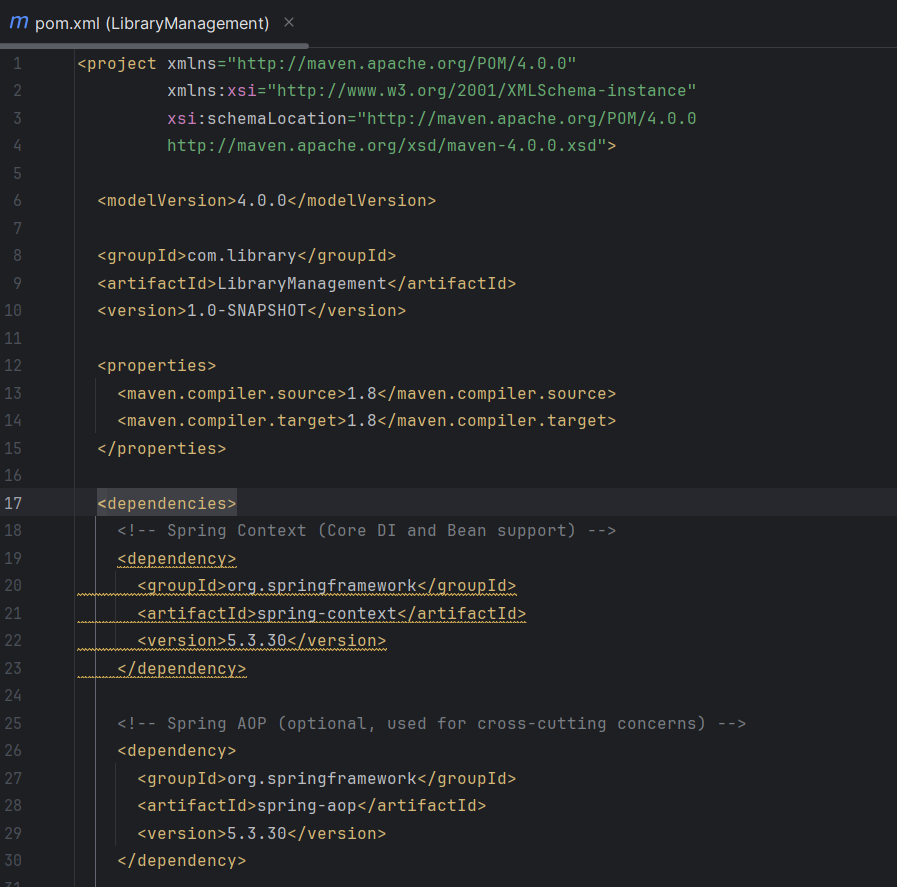 m pom.xml (LibraryManagement) ×
1 <project xmlns="http://maven.apache.org/POM/4.0.0"
2 xmlns:xsi="http://www.w3.org/2001/XMLSchema-instance"
3 xsi:schemaLocation="http://maven.apache.org/POM/4.0.0
4 http://maven.apache.org/xsd/maven-4.0.0.xsd">
5
6 <modelVersion>4.0.0</modelVersion>
7
8 <groupId>com.library</groupId>
9 <artifactId>LibraryManagement</artifactId>
10 <version>1.0-SNAPSHOT</version>
11
12 <properties>
13 <maven.compiler.source>1.8</maven.compiler.source>
14 <maven.compiler.target>1.8</maven.compiler.target>
15 </properties>
16
17 <dependencies>
18 <!-- Spring Context (Core DI and Bean support) -->
19 <dependency>
20 <groupId>org.springframework</groupId>
21 <artifactId>spring-context</artifactId>
22 <version>5.3.30</version>
23 </dependency>
24
25 <!-- Spring AOP (optional, used for cross-cutting concerns) -->
26 <dependency>
27 <groupId>org.springframework</groupId>
28 <artifactId>spring-aop</artifactId>
29 <version>5.3.30</version>
30 </dependency>
31